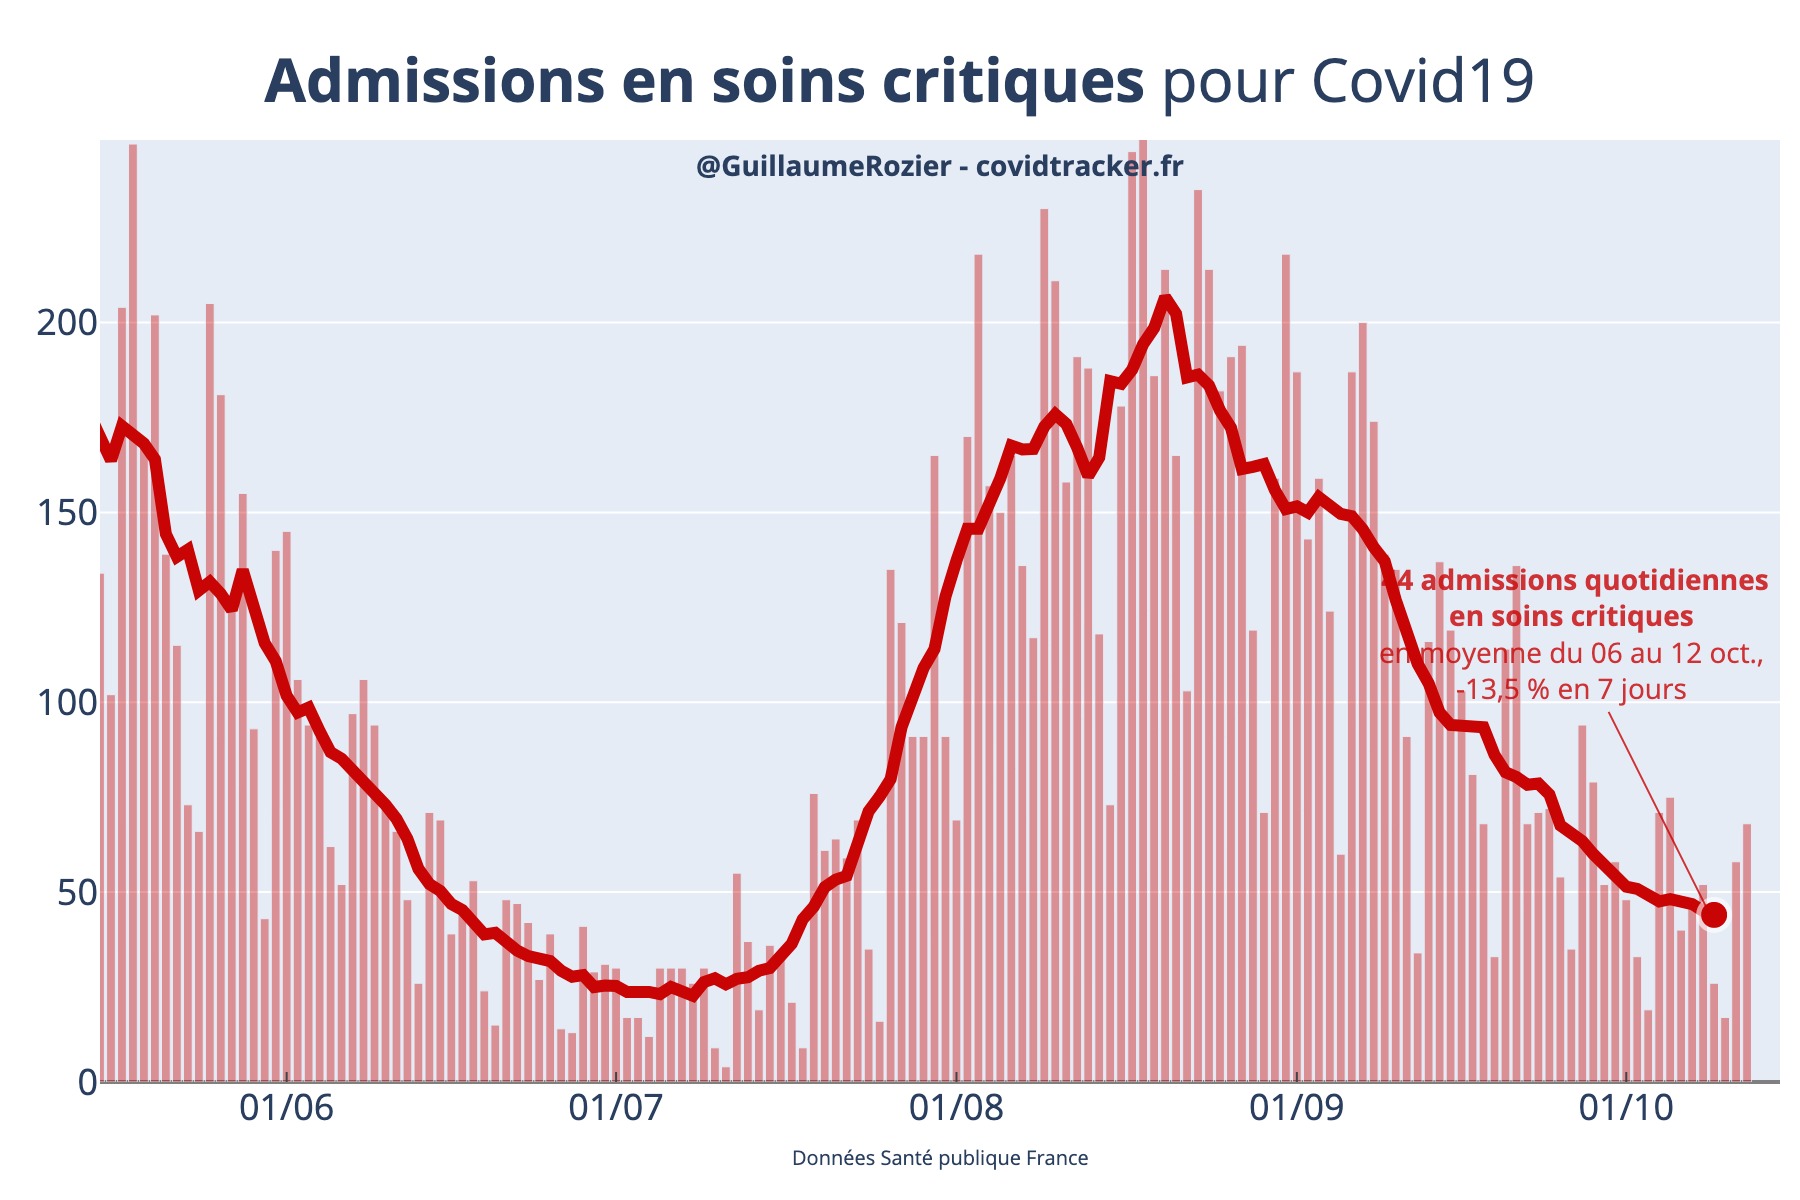 Admissions en soins critiques pour Covid19
@GuillaumeRozier - covidtracker.fr
200
150
100
50
0
44 admissions quotidiennes
en soins critiques
en moyenne du 06 au 12 oct.,
-13,5 % en 7 jours
01/06
01/07
01/08
01/09
01/10
Données Santé publique France